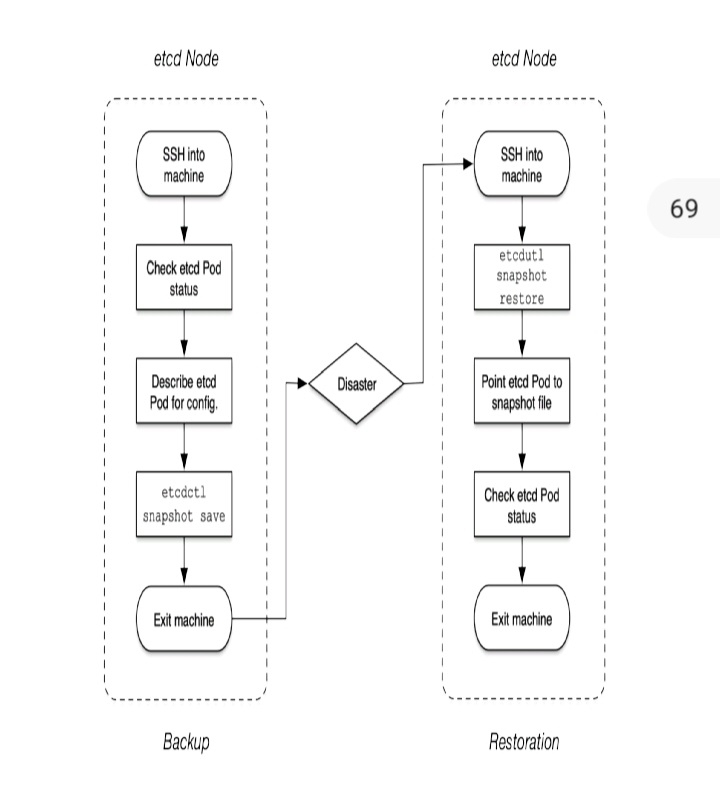 etcd Node
SSH into
machine
Check etcd Pod
status
Describe etcd
Pod for config.
etcdctl
snapshot save
Exit machine
Backup
Disaster
etcd Node
SSH into
machine
etcdutl
snapshot
restore
Point etcd Pod to
snapshot file
Check etcd Pod
status
Exit machine
Restoration
69